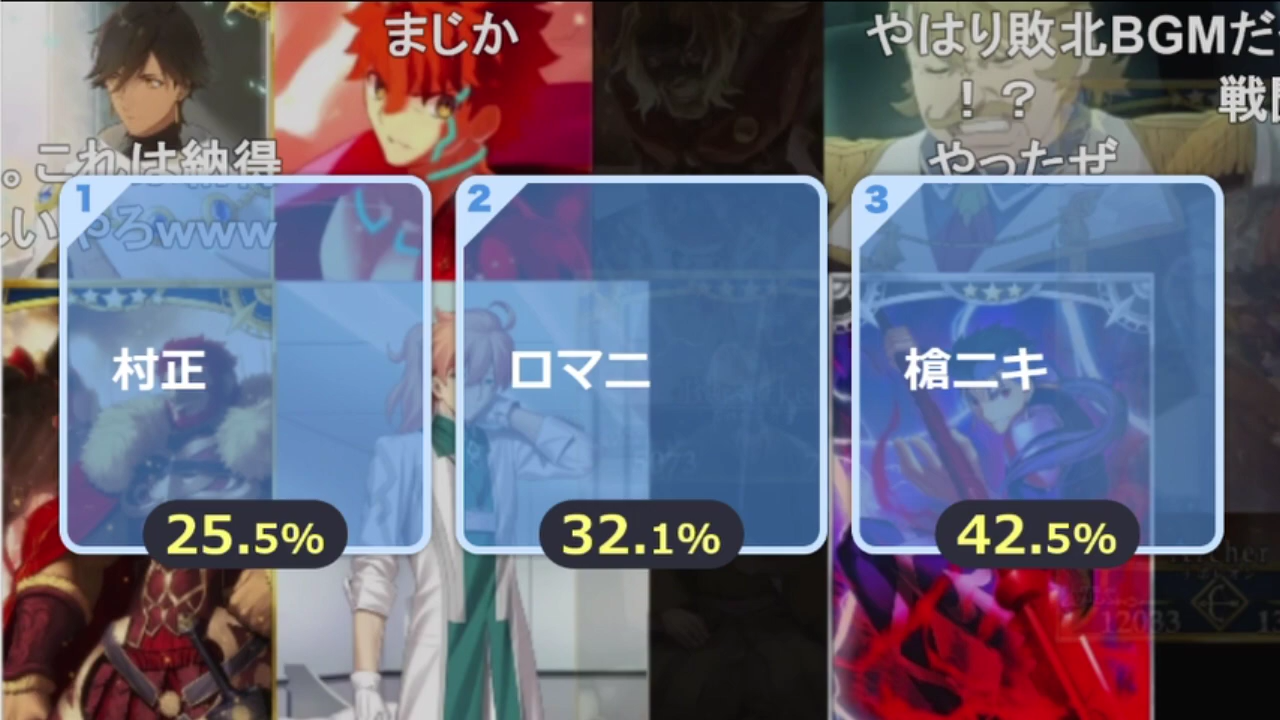 まじか
やはり敗北BGMだ
！？
戦
。これは納得
やったぜ
いやろwww
1
2
3
村正
ロマニ
槍ニキ
25.5%
32.1%
42.5%
12033